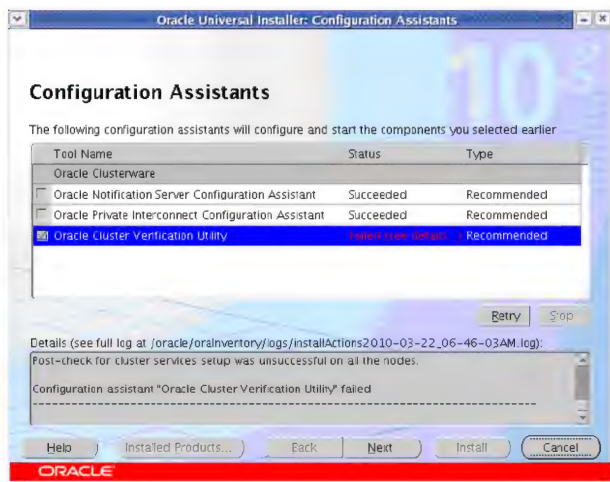 Oracle Universal Installer: Configuration Assistants
10
Configuration Assistants
The following configuration assistants will configure and start the components you selected earlier
Tool Name Status Type
Oracle Clusterware
Oracle Notification Server Configuration Assistant Succeeded Recommended
Oracle Private Interconnect Configuration Assistant Succeeded Recommended
Oracle Cluster Verification Utility Recommended
Retry Stop
Details (see full log at /oracle/oraInventory/logs/installActions2010-03-22_06-46-03AM.log):
Post-check for cluster services setup was unsuccessful on all the nodes.
Configuration assistant "Oracle Cluster Verification Utility" failed
--------------------------------------------------------------------------
Help Installed Products... Back Next Install Cancel
ORACLE